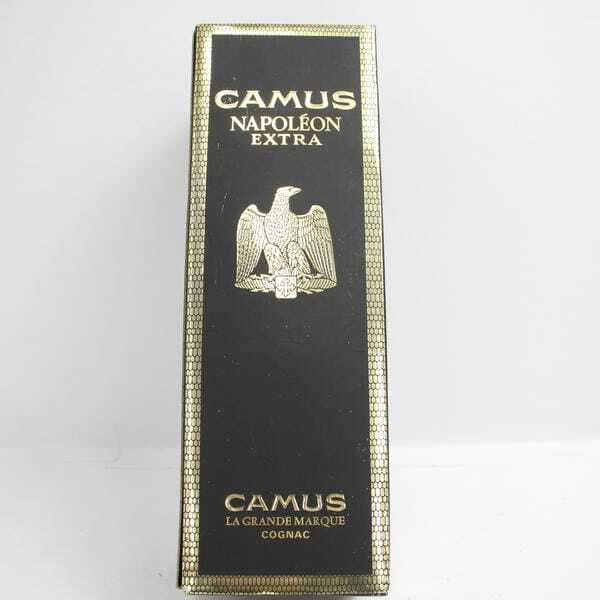 CAMUS
NAPOLÉON
EXTRA
CAMUS
LA GRANDE MARQUE
COGNAC